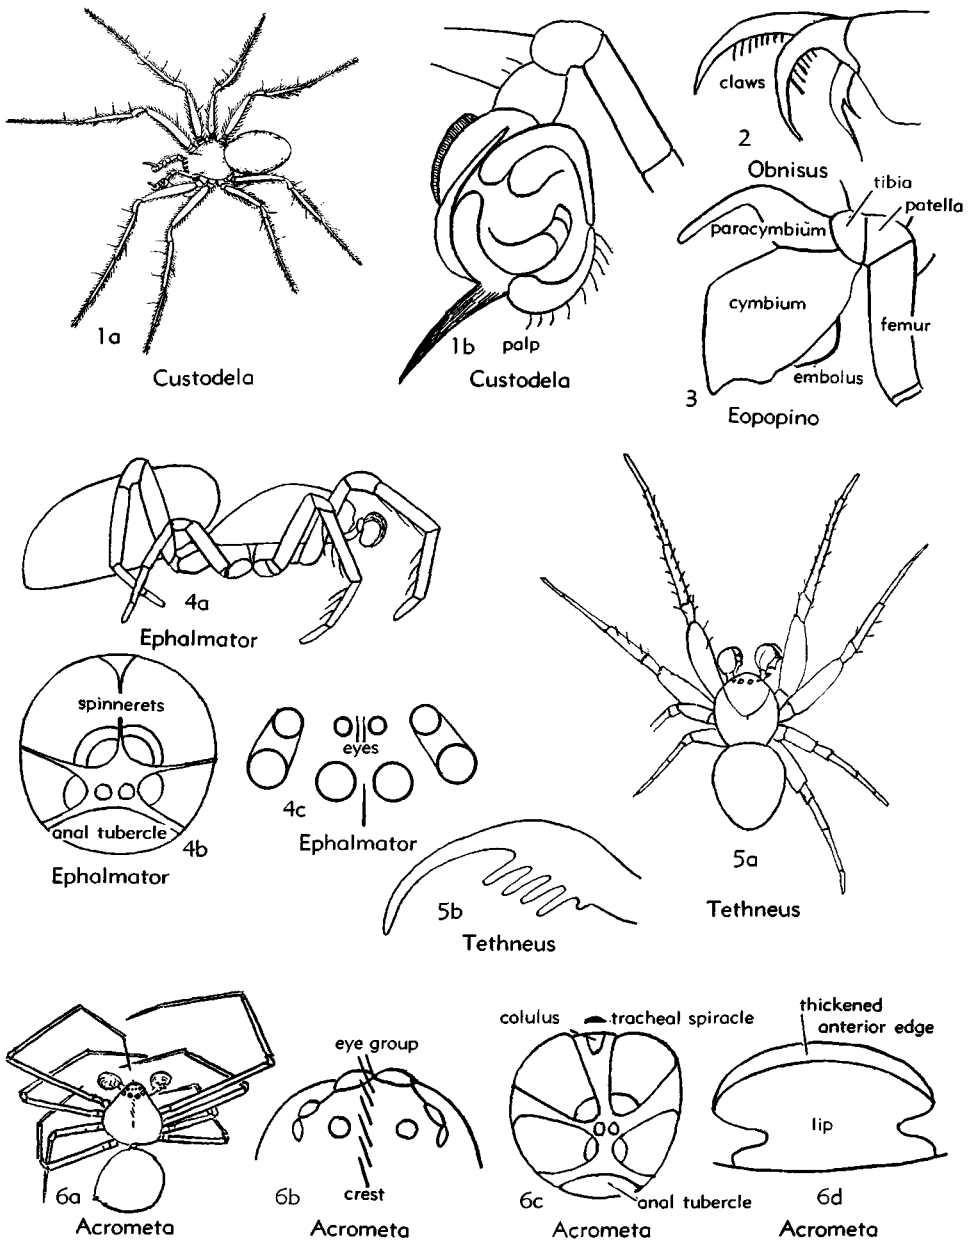 claws
2
Obnisus
1a
Custodela
1b
palp
Custodela
tibia
patella
paracymbium
cymbium
femur
embolus
3
Eopopino
4a
Ephalmator
spinnerets
anal tubercle
4b
Ephalmator
eyes
4c
Ephalmator
5a
Tethneus
5b
Tethneus
6a
Acrometa
eye group
crest
6b
Acrometa
colulus
tracheal spiracle
6c
anal tubercle
Acrometa
thickened
anterior edge
lip
6d
Acrometa